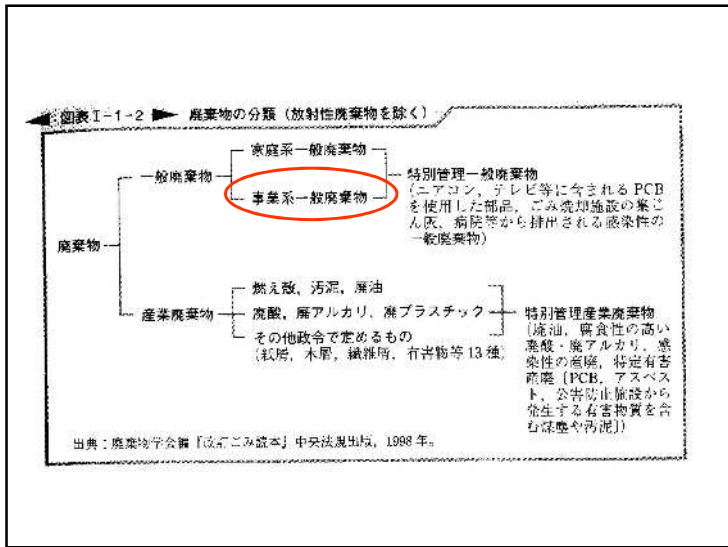 図表I-1-2 廃棄物の分類（放射性廃棄物を除く）
廃棄物
一般廃棄物
家庭系一般廃棄物
事業系一般廃棄物
特別管理一般廃棄物
（エアコン，テレビ等に含まれるPCB
を使用した部品，ごみ焼却施設の集じ
ん灰，病院等から排出される感染性の
一般廃棄物）
産業廃棄物
燃え殻，汚泥，廃油
廃酸，廃アルカリ，廃プラスチック
その他政令で定めるもの
（紙屑，木屑，繊維屑，有害物等13種）
特別管理産業廃棄物
（廃油，腐食性の高い
廃酸・廃アルカリ，感
染性の産廃，特定有害
産廃［PCB，アスベス
ト，公害防止施設から
発生する有害物質を含
む煤塵や汚泥］）
出典：廃棄物学会編『改訂ごみ読本』中央法規出版，1998年。